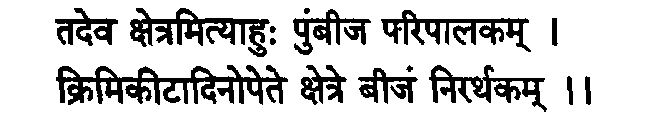 तदेव क्षेत्रमित्याहुः पुंबीज परिपालकम् ।
क्रिमिकीटादिनोपेते क्षेत्रे बीजं निरर्थकम् ।।